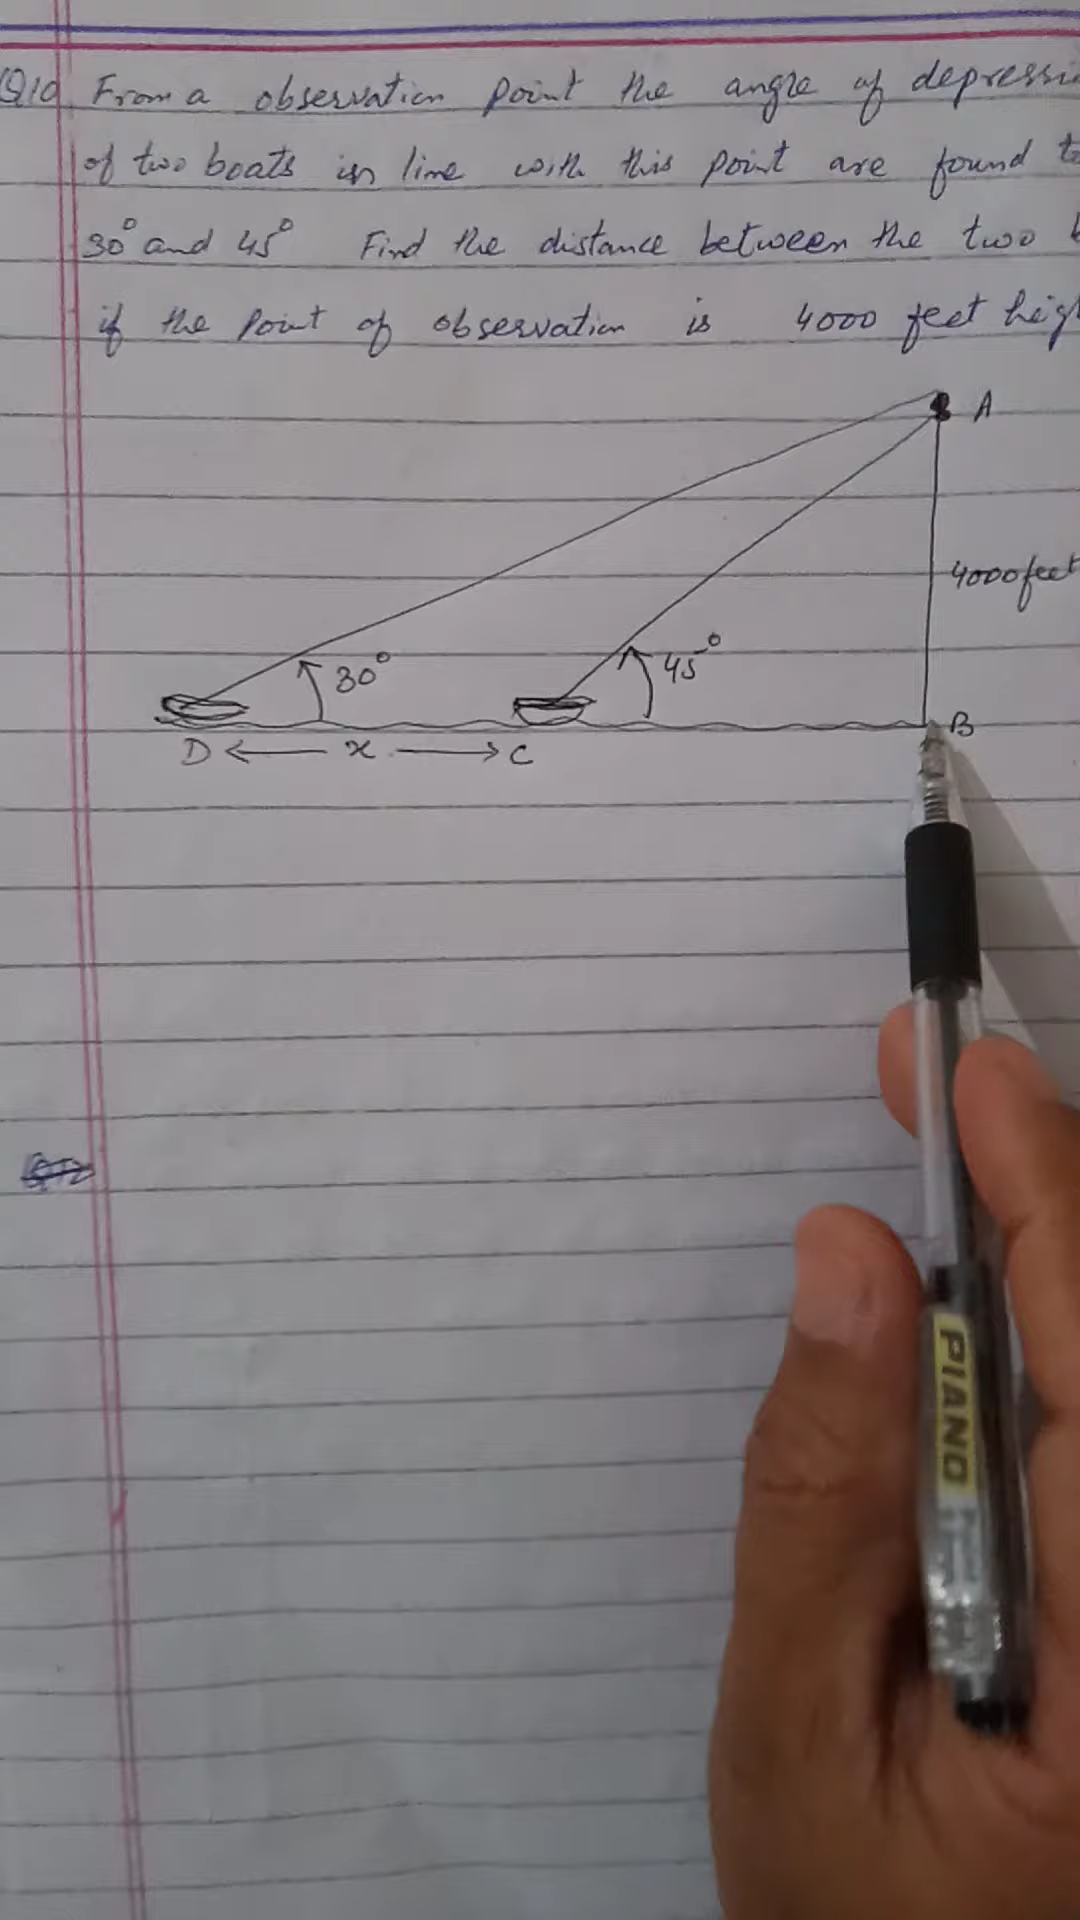 Q10 From a observation point the angle of depressi
of two boats in line with this point are found t
30° and 45° Find the distance between the two b
if the point of observation is 4000 feet hig
A
4000 feet
30°
45°
B
D x C
PIANO